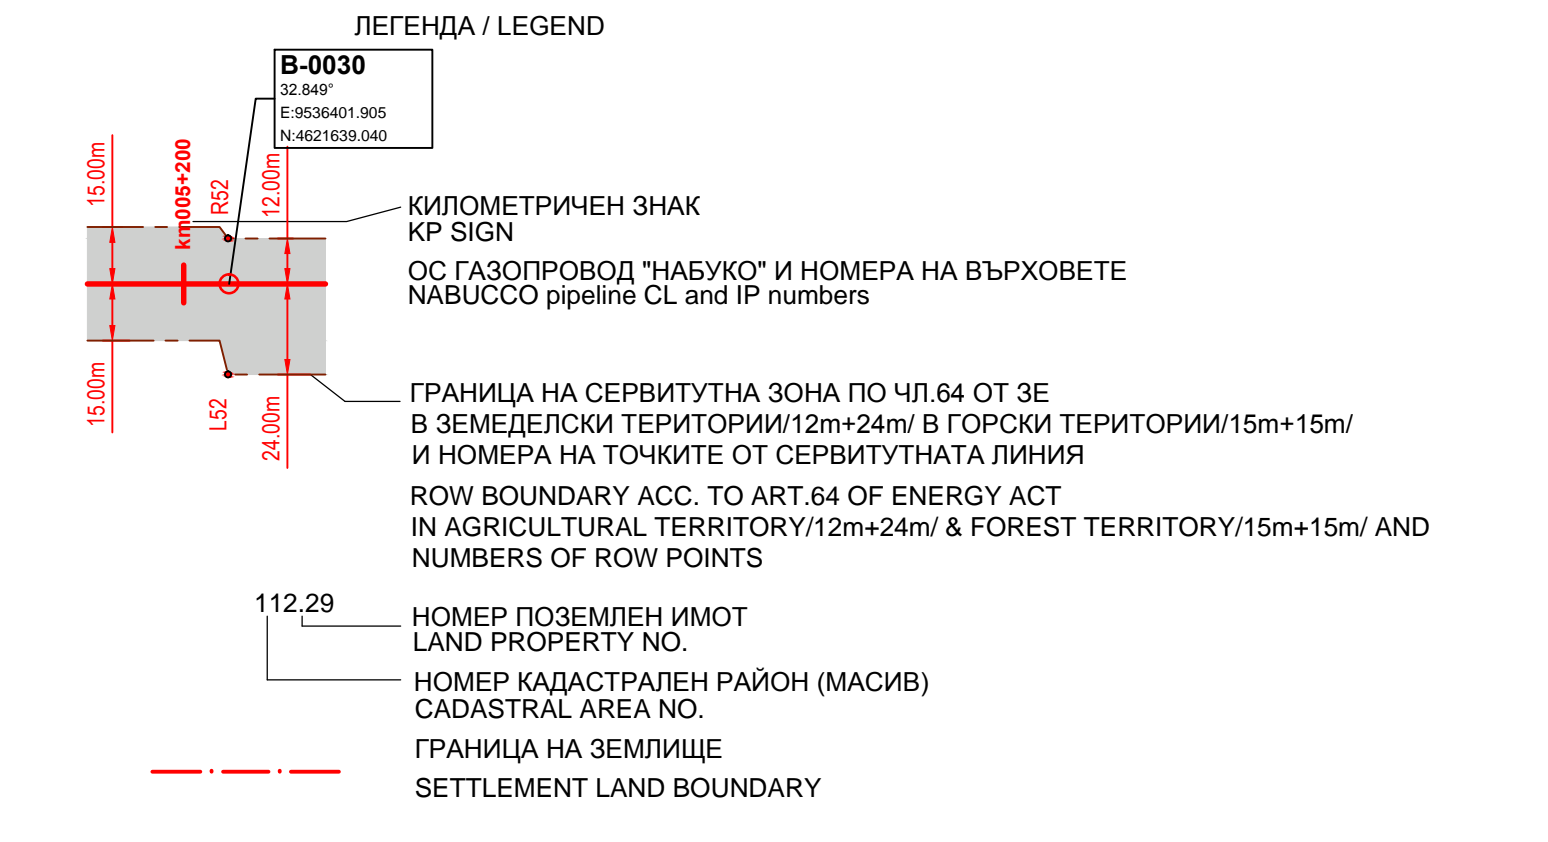 ЛЕГЕНДА / LEGEND
B-0030
32.849°
E:9536401.905
N:4621639.040
15.00m
km005+200
R52
12.00m
КИЛОМЕТРИЧЕН ЗНАК
KP SIGN
ОС ГАЗОПРОВОД "НАБУКО" И НОМЕРА НА ВЪРХОВЕТЕ
NABUCCO pipeline CL and IP numbers
15.00m
L52
24.00m
ГРАНИЦА НА СЕРВИТУТНА ЗОНА ПО ЧЛ.64 ОТ ЗЕ
В ЗЕМЕДЕЛСКИ ТЕРИТОРИИ/12m+24m/ В ГОРСКИ ТЕРИТОРИИ/15m+15m/
И НОМЕРА НА ТОЧКИТЕ ОТ СЕРВИТУТНАТА ЛИНИЯ
ROW BOUNDARY ACC. TO ART.64 OF ENERGY ACT
IN AGRICULTURAL TERRITORY/12m+24m/ & FOREST TERRITORY/15m+15m/ AND
NUMBERS OF ROW POINTS
112.29
НОМЕР ПОЗЕМЛЕН ИМОТ
LAND PROPERTY NO.
НОМЕР КАДАСТРАЛЕН РАЙОН (МАСИВ)
CADASTRAL AREA NO.
ГРАНИЦА НА ЗЕМЛИЩЕ
SETTLEMENT LAND BOUNDARY